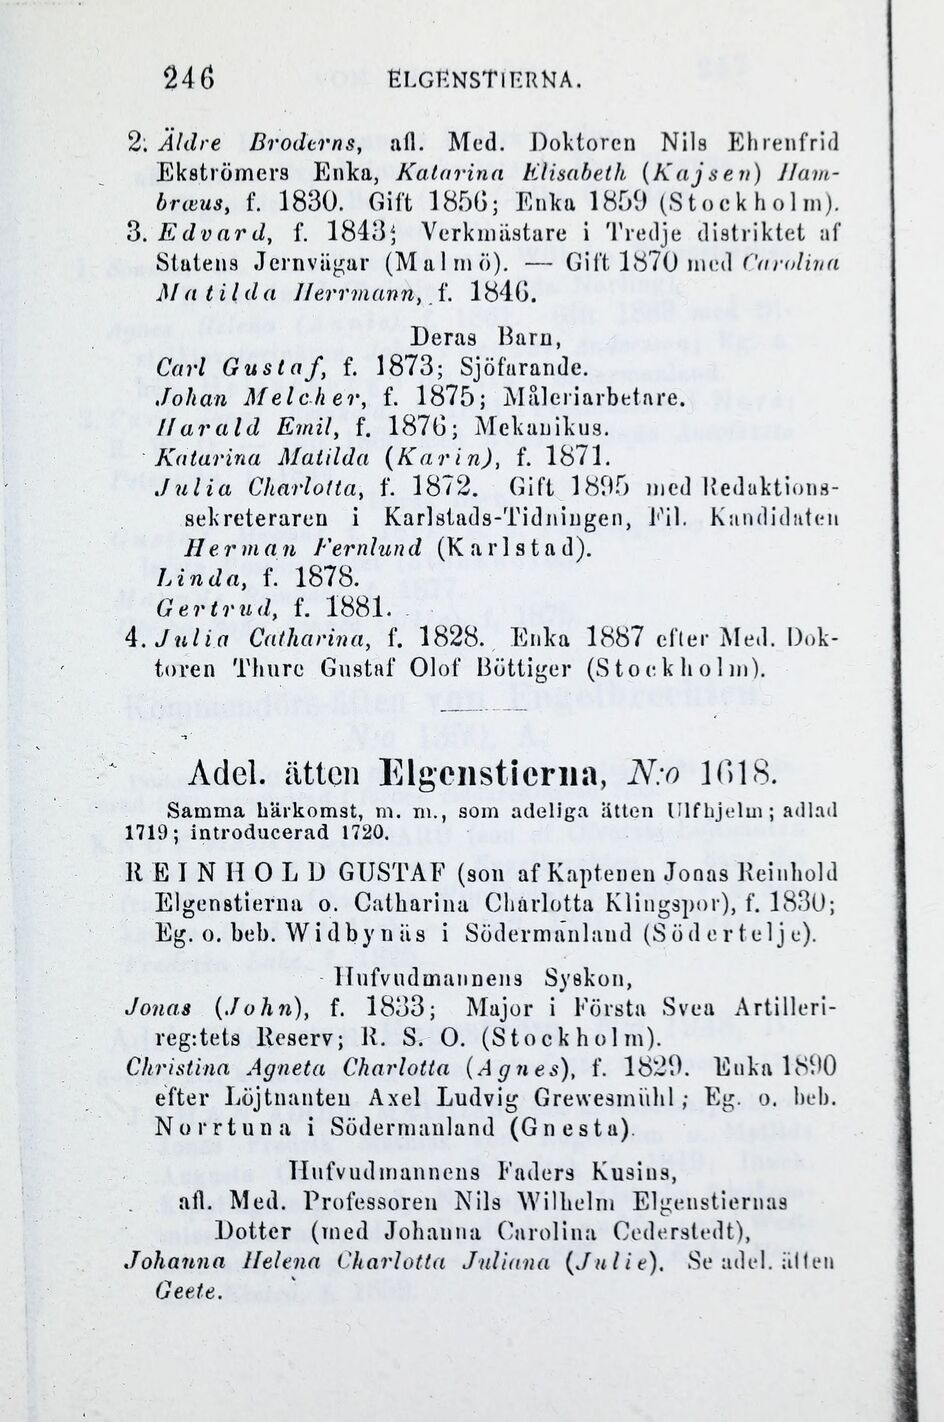 246 ELGENSTIERNA.
2. Äldre Broderns, afl. Med. Doktoren Nils Ehrenfrid
Ekströmers Enka, Katarina Elisabeth (Kajsen) Ham-
bræus, f. 1830. Gift 1856; Enka 1859 (Stockholm).
3. Edvard, f. 1843; Verkmästare i Tredje distriktet af
Statens Jernvägar (Malmö). — Gift 1870 med Carolina
Matilda Herrmann, f. 1846.
Deras Barn,
Carl Gustaf, f. 1873; Sjöfarande.
Johan Melcher, f. 1875; Måleriarbetare.
Harald Emil, f. 1876; Mekanikus.
Katarina Matilda (Karin), f. 1871.
Julia Charlotta, f. 1872. Gift 1895 med Redaktions-
sekreteraren i Karlstads-Tidningen, Fil. Kandidaten
Herman Fernlund (Karlstad).
Linda, f. 1878.
Gertrud, f. 1881.
4. Julia Catharina, f. 1828. Enka 1887 efter Med. Dok-
toren Thure Gustaf Olof Böttiger (Stockholm).
Adel. ätten Elgenstierna, N:o 1618.
Samma härkomst, m. m., som adeliga ätten Ulfhjelm; adlad
1719; introducerad 1720.
REINHOLD GUSTAF (son af Kaptenen Jonas Reinhold
Elgenstierna o. Catharina Charlotta Klingspor), f. 1830;
Eg. o. beb. Widbynäs i Södermanland (Södertelje).
Hufvudmannens Syskon,
Jonas (John), f. 1833; Major i Första Svea Artilleri-
reg:tets Reserv; R. S. O. (Stockholm).
Christina Agneta Charlotta (Agnes), f. 1829. Enka 1890
efter Löjtnanten Axel Ludvig Grewesmühl; Eg. o. beb.
Norrtuna i Södermanland (Gnesta).
Hufvudmannens Faders Kusins,
afl. Med. Professoren Nils Wilhelm Elgenstiernas
Dotter (med Johanna Carolina Cederstedt),
Johanna Helena Charlotta Juliana (Julie). Se adel. ätten
Geete.